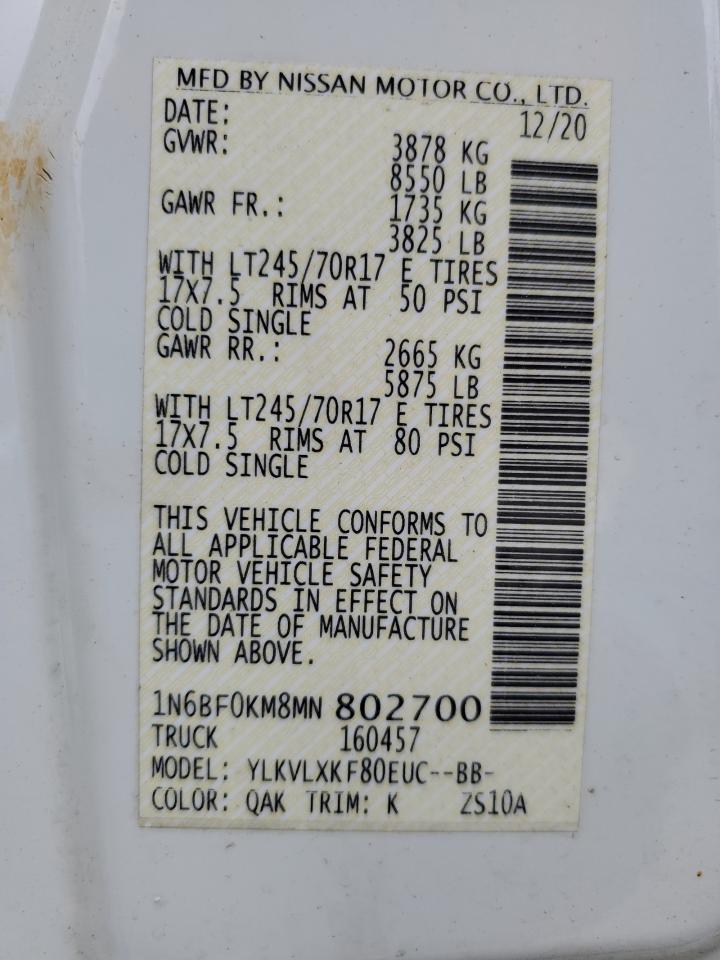 MFD BY NISSAN MOTOR CO., LTD.
DATE: 12/20
GVWR: 3878 KG
8550 LB
GAWR FR.: 1735 KG
3825 LB
WITH LT245/70R17 E TIRES
17X7.5 RIMS AT 50 PSI
COLD SINGLE
GAWR RR.: 2665 KG
5875 LB
WITH LT245/70R17 E TIRES
17X7.5 RIMS AT 80 PSI
COLD SINGLE
THIS VEHICLE CONFORMS TO
ALL APPLICABLE FEDERAL
MOTOR VEHICLE SAFETY
STANDARDS IN EFFECT ON
THE DATE OF MANUFACTURE
SHOWN ABOVE.
1N6BF0KM8MN 802700
TRUCK 160457
MODEL: YLKVLXKF80EUC--BB-
COLOR: QAK TRIM: K ZS10A